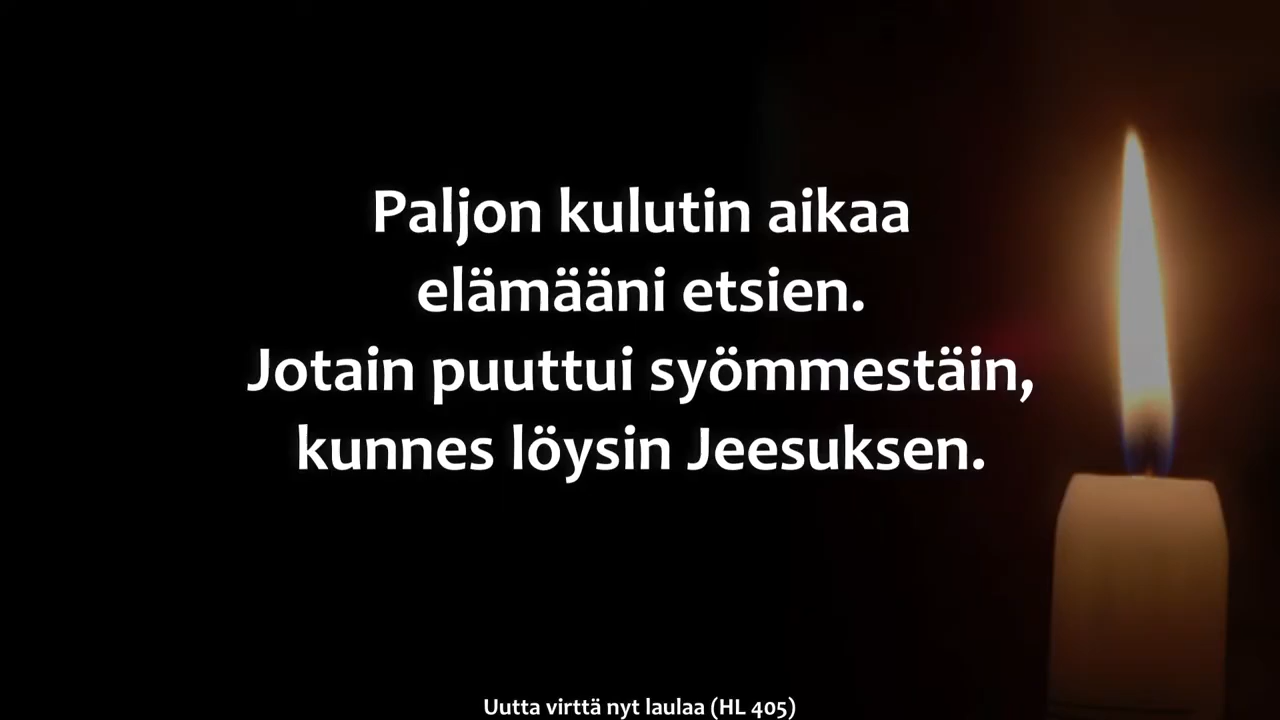 Paljon kulutin aikaa
elämääni etsien.
Jotain puuttui syömmestäin,
kunnes löysin Jeesuksen.
Uutta virttä nyt laulaa (HL 405)